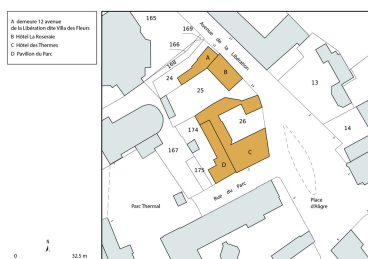 A demeure 12 avenue
de la Libération dite Villa des Fleurs
B Hôtel La Roseraie
C Hôtel des Thermes
D Pavillon du Parc
165
169
166
168
24
25
Avenue de la Libération
A
B
13
14
26
174
167
175
C
D
Rue du Parc
Parc Thermal
Place
d'Aligre
N
0 32,5 m